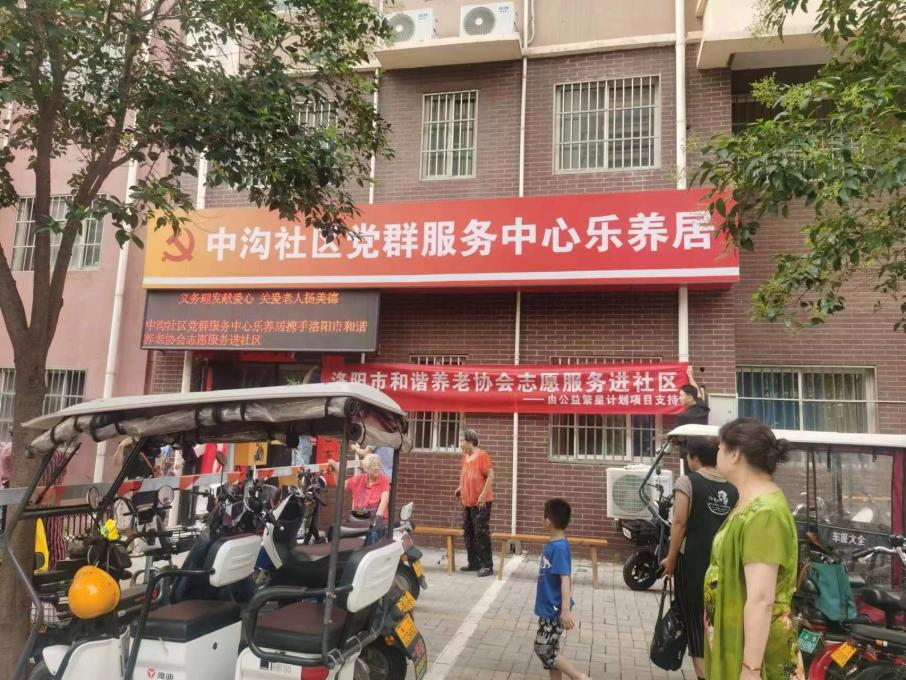 中沟社区党群服务中心乐养居
义务理发献爱心 关爱老人扬美德
中沟社区党群服务中心乐养居携手洛阳市和谐
养老协会志愿服务进社区
洛阳市和谐养老协会志愿服务进社区
——由公益繁星计划项目支持
车篷大全